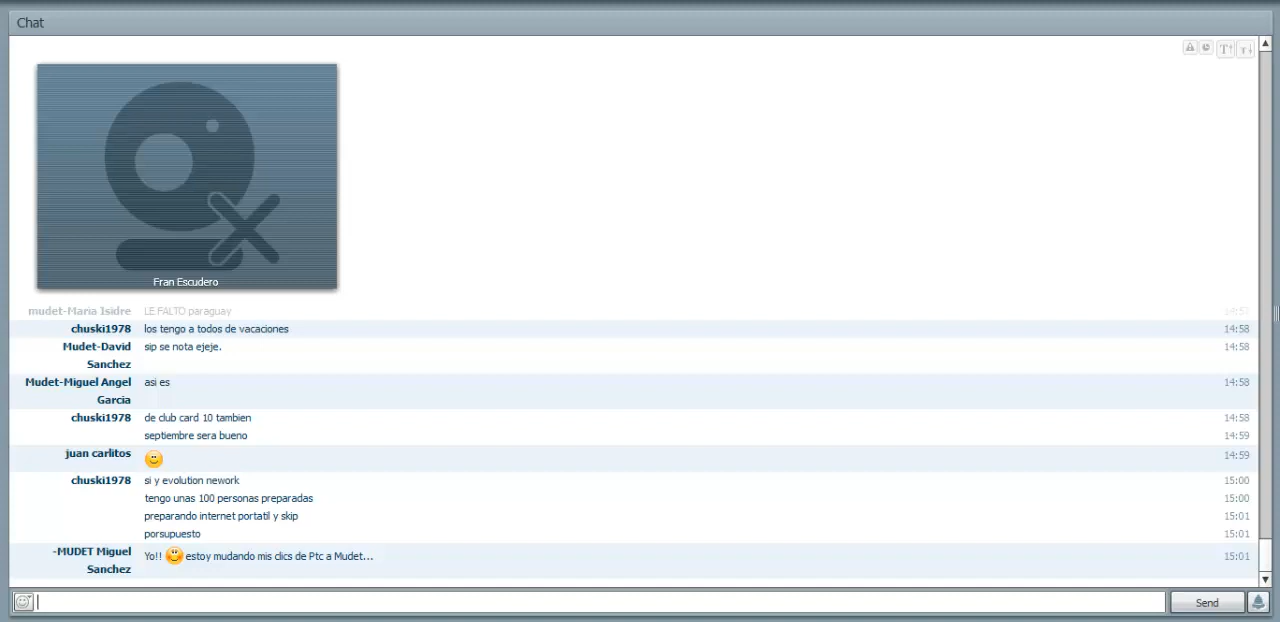 Chat
T↑ T↓
Fran Escudero
mudet-Maria Isidre LE FALTO paraguay 14:57
chuski1978 los tengo a todos de vacaciones 14:58
Mudet-David sip se nota ejeje. 14:58
Sanchez
Mudet-Miguel Angel asi es 14:58
Garcia
chuski1978 de club card 10 tambien 14:58
septiembre sera bueno 14:59
juan carlitos 14:59
chuski1978 si y evolution nework 15:00
tengo unas 100 personas preparadas 15:00
preparando internet portatil y skip 15:01
porsupuesto 15:01
-MUDET Miguel Yo!! estoy mudando mis clics de Ptc a Mudet... 15:01
Sanchez
Send